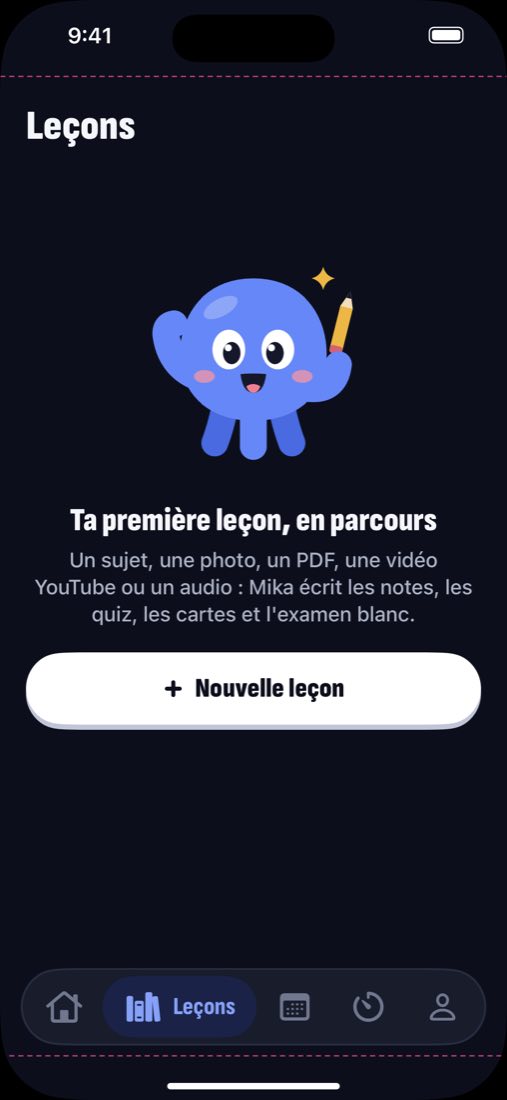 9:41
Leçons
Ta première leçon, en parcours
Un sujet, une photo, un PDF, une vidéo
YouTube ou un audio : Mika écrit les notes, les
quiz, les cartes et l'examen blanc.
+ Nouvelle leçon
Leçons